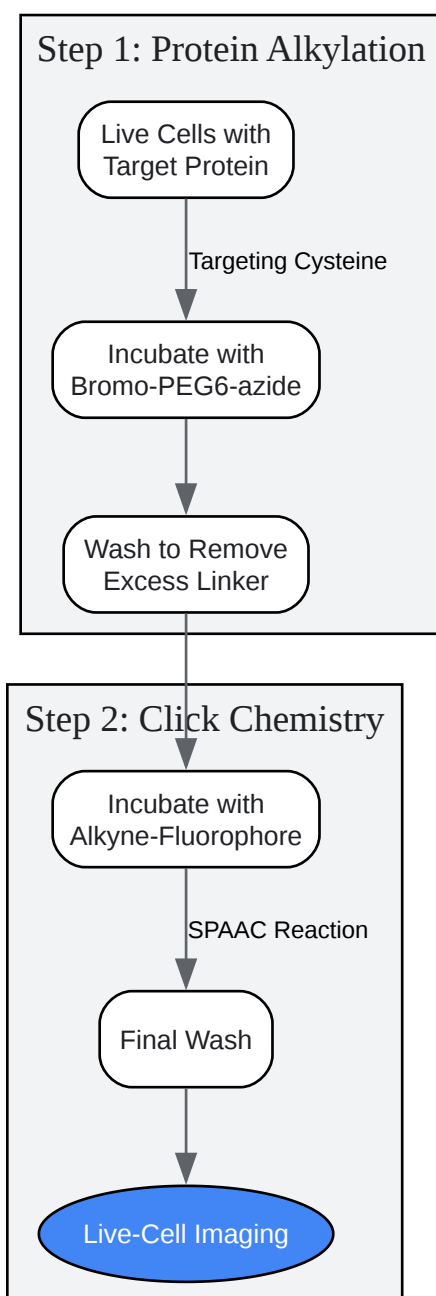 Step 1: Protein Alkylation
Live Cells with
Target Protein
Targeting Cysteine
Incubate with
Bromo-PEG6-azide
Wash to Remove
Excess Linker
Step 2: Click Chemistry
Incubate with
Alkyne-Fluorophore
SPAAC Reaction
Final Wash
Live-Cell Imaging